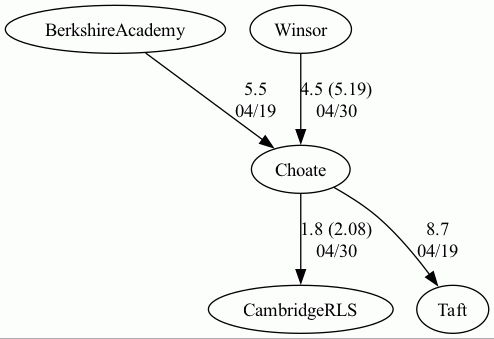 BerkshireAcademy
Winsor
5.5
04/19
4.5 (5.19)
04/30
Choate
1.8 (2.08)
04/30
8.7
04/19
CambridgeRLS
Taft